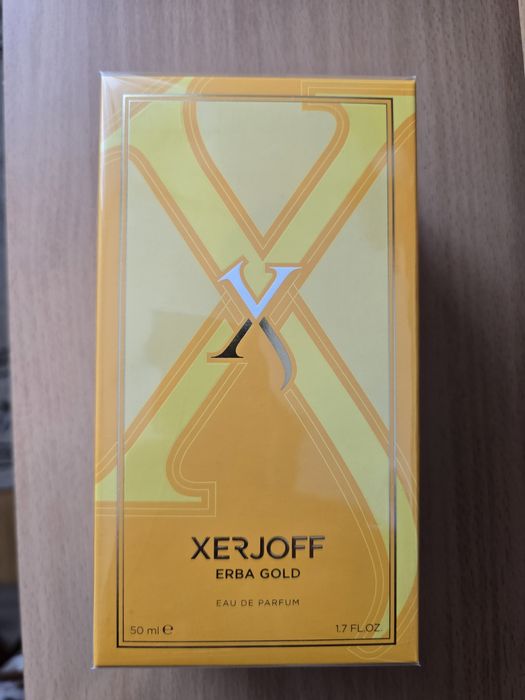 X
XERJOFF
ERBA GOLD
EAU DE PARFUM
50 ml ℮ 1.7 FL.OZ.